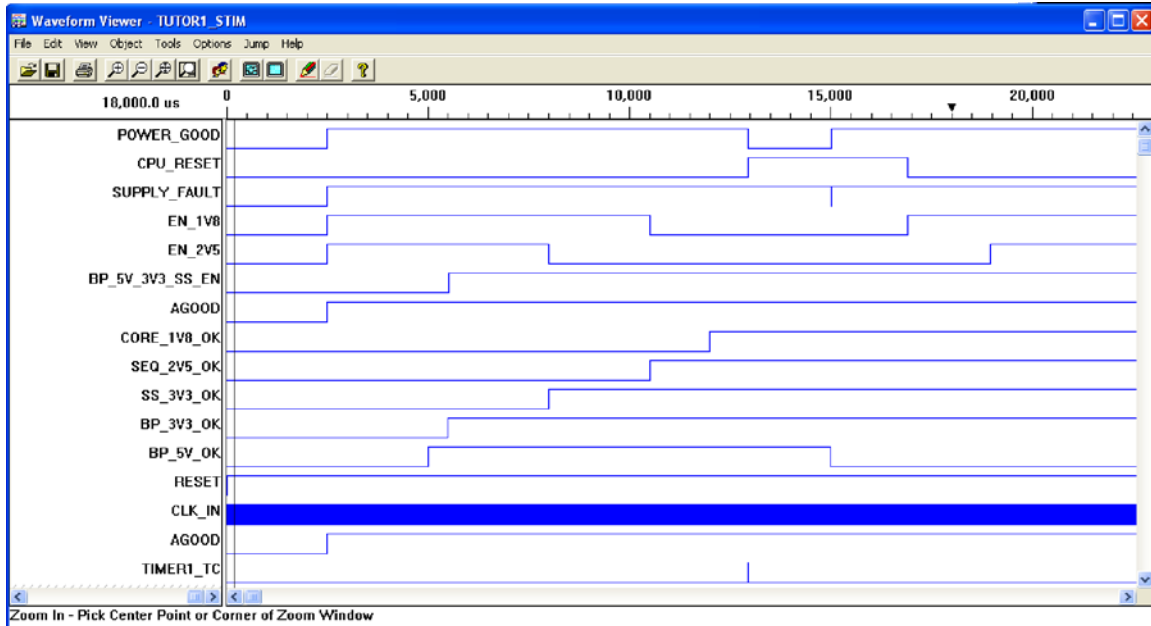 Waveform Viewer - TUTOR1_STIM
File Edit View Object Tools Options Jump Help
18,000.0 us 0 5,000 10,000 15,000 20,000
POWER_GOOD
CPU_RESET
SUPPLY_FAULT
EN_1V8
EN_2V5
BP_5V_3V3_SS_EN
AGOOD
CORE_1V8_OK
SEQ_2V5_OK
SS_3V3_OK
BP_3V3_OK
BP_5V_OK
RESET
CLK_IN
AGOOD
TIMER1_TC
Zoom In - Pick Center Point or Corner of Zoom Window